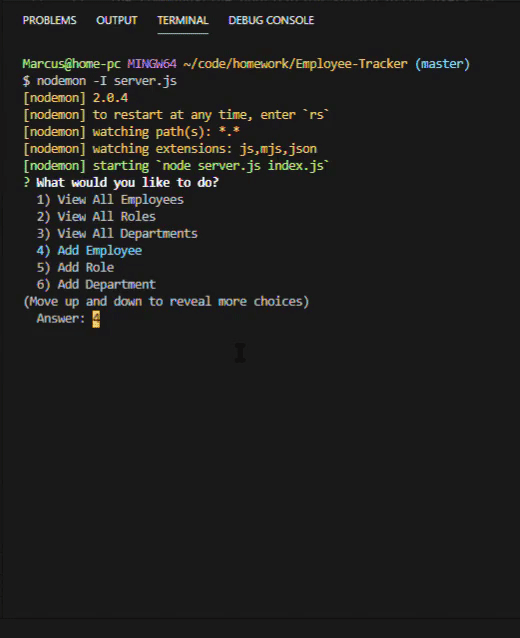 PROBLEMS OUTPUT TERMINAL DEBUG CONSOLE
Marcus@home-pc MINGW64 ~/code/homework/Employee-Tracker (master)
$ nodemon -I server.js
[nodemon] 2.0.4
[nodemon] to restart at any time, enter `rs`
[nodemon] watching path(s): *.*
[nodemon] watching extensions: js,mjs,json
[nodemon] starting `node server.js index.js`
? What would you like to do?
1) View All Employees
2) View All Roles
3) View All Departments
4) Add Employee
5) Add Role
6) Add Department
(Move up and down to reveal more choices)
Answer: 4